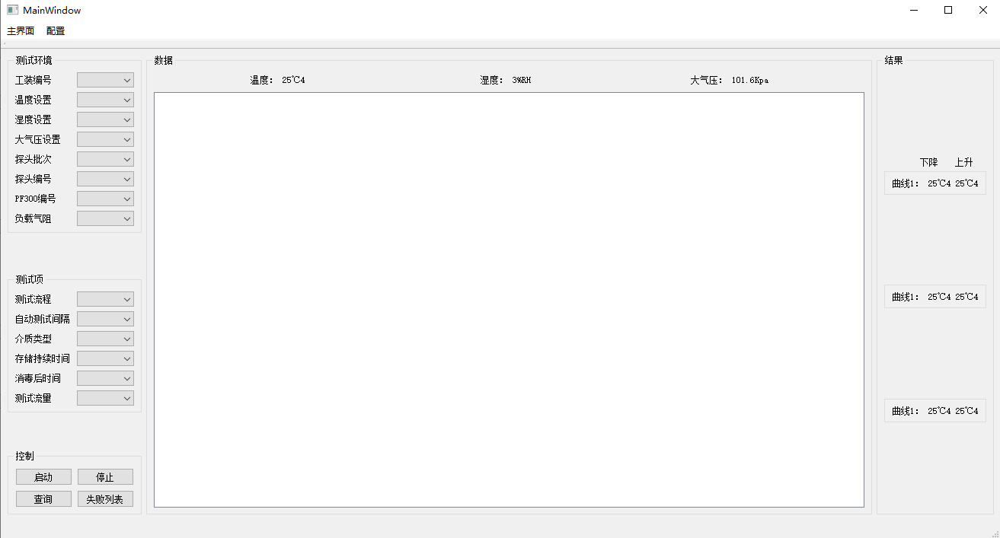 MainWindow
主界面 配置
测试环境
工装编号
温度设置
湿度设置
大气压设置
探头批次
探头编号
PF300编号
负载气阻
测试项
测试流程
自动测试间隔
介质类型
存储持续时间
消毒后时间
测试流量
控制
启动 停止
查询 失败列表
数据
温度： 25℃4 湿度： 3%RH 大气压： 101.6Kpa
结果
下降 上升
曲线1： 25℃4 25℃4
曲线1： 25℃4 25℃4
曲线1： 25℃4 25℃4